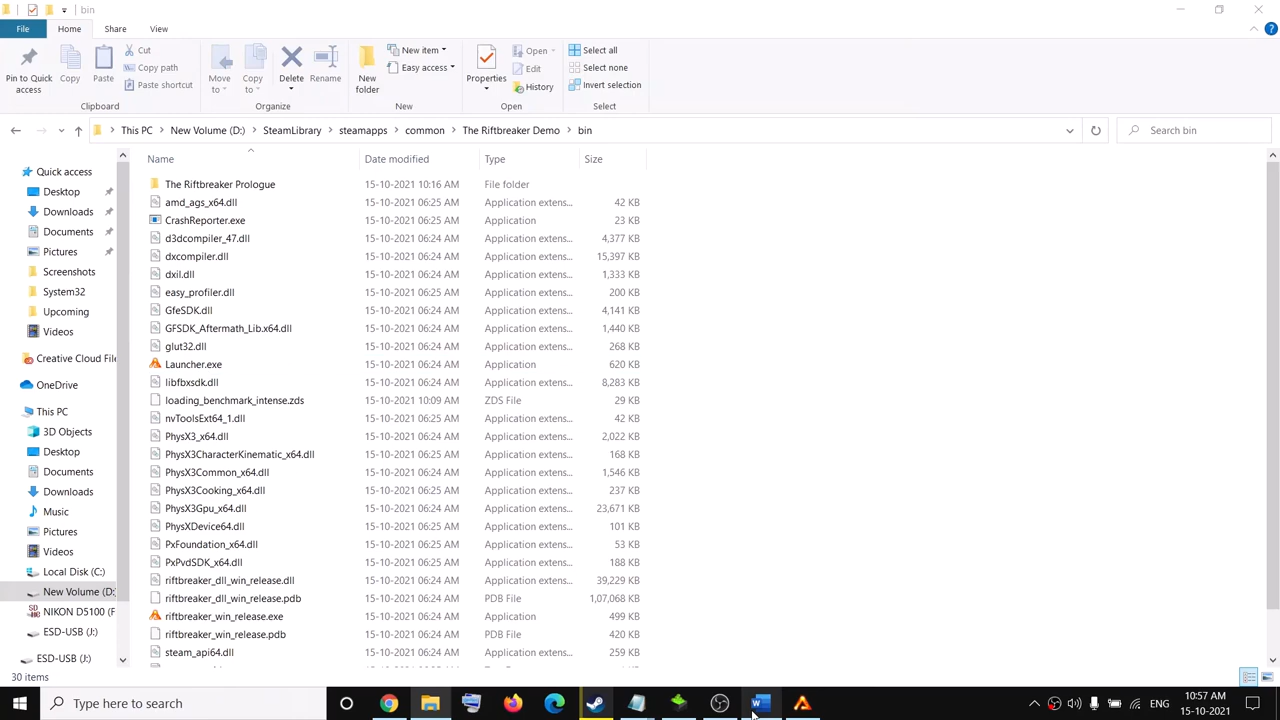 bin
File Home Share View
Pin to Quick access
Copy
Paste
Cut
Copy path
Paste shortcut
Clipboard
Move to
Copy to
Delete
Rename
Organize
New folder
New item
Easy access
New
Properties
Open
Edit
History
Open
Select all
Select none
Invert selection
Select
This PC > New Volume (D:) > SteamLibrary > steamapps > common > The Riftbreaker Demo > bin
Search bin
Quick access
Desktop
Downloads
Documents
Pictures
Screenshots
System32
Upcoming
Videos
Creative Cloud File
OneDrive
This PC
3D Objects
Desktop
Documents
Downloads
Music
Pictures
Videos
Local Disk (C:)
New Volume (D:)
NIKON D5100 (F
ESD-USB (J:)
ESD-USB (J:)
Name Date modified Type Size
The Riftbreaker Prologue 15-10-2021 10:16 AM File folder
amd_ags_x64.dll 15-10-2021 06:25 AM Application extens... 42 KB
CrashReporter.exe 15-10-2021 06:25 AM Application 23 KB
d3dcompiler_47.dll 15-10-2021 06:24 AM Application extens... 4,377 KB
dxcompiler.dll 15-10-2021 06:24 AM Application extens... 15,397 KB
dxil.dll 15-10-2021 06:24 AM Application extens... 1,333 KB
easy_profiler.dll 15-10-2021 06:25 AM Application extens... 200 KB
GfeSDK.dll 15-10-2021 06:24 AM Application extens... 4,141 KB
GFSDK_Aftermath_Lib.x64.dll 15-10-2021 06:24 AM Application extens... 1,440 KB
glut32.dll 15-10-2021 06:24 AM Application extens... 268 KB
Launcher.exe 15-10-2021 06:24 AM Application 620 KB
libfbxsdk.dll 15-10-2021 06:24 AM Application extens... 8,283 KB
loading_benchmark_intense.zds 15-10-2021 10:09 AM ZDS File 29 KB
nvToolsExt64_1.dll 15-10-2021 06:25 AM Application extens... 42 KB
PhysX3_x64.dll 15-10-2021 06:24 AM Application extens... 2,022 KB
PhysX3CharacterKinematic_x64.dll 15-10-2021 06:25 AM Application extens... 168 KB
PhysX3Common_x64.dll 15-10-2021 06:24 AM Application extens... 1,546 KB
PhysX3Cooking_x64.dll 15-10-2021 06:25 AM Application extens... 237 KB
PhysX3Gpu_x64.dll 15-10-2021 06:24 AM Application extens... 23,671 KB
PhysXDevice64.dll 15-10-2021 06:25 AM Application extens... 101 KB
PxFoundation_x64.dll 15-10-2021 06:25 AM Application extens... 53 KB
PxPvdSDK_x64.dll 15-10-2021 06:25 AM Application extens... 188 KB
riftbreaker_dll_win_release.dll 15-10-2021 06:24 AM Application extens... 39,229 KB
riftbreaker_dll_win_release.pdb 15-10-2021 06:24 AM PDB File 1,07,068 KB
riftbreaker_win_release.exe 15-10-2021 06:24 AM Application 499 KB
riftbreaker_win_release.pdb 15-10-2021 06:24 AM PDB File 420 KB
steam_api64.dll 15-10-2021 06:24 AM Application extens... 259 KB
30 items
Type here to search
ENG
10:57 AM
15-10-2021